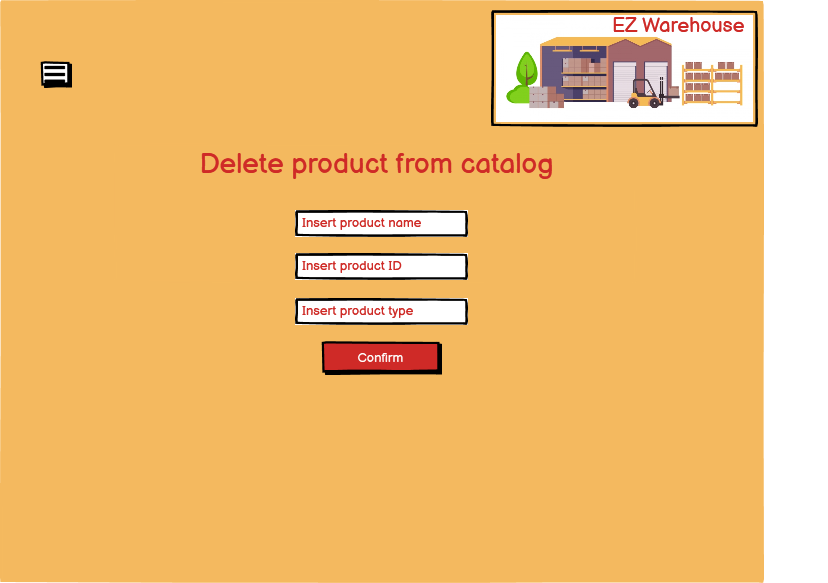 EZ Warehouse
Delete product from catalog
Insert product name
Insert product ID
Insert product type
Confirm